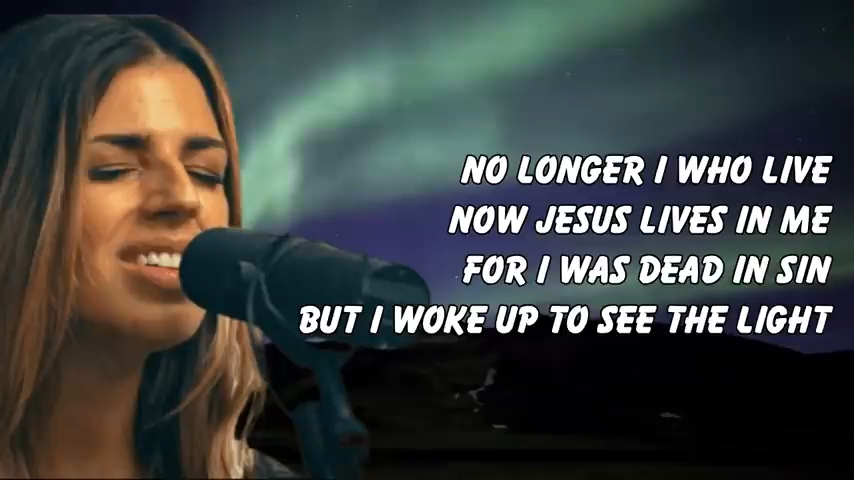 NO LONGER I WHO LIVE
NOW JESUS LIVES IN ME
FOR I WAS DEAD IN SIN
BUT I WOKE UP TO SEE THE LIGHT